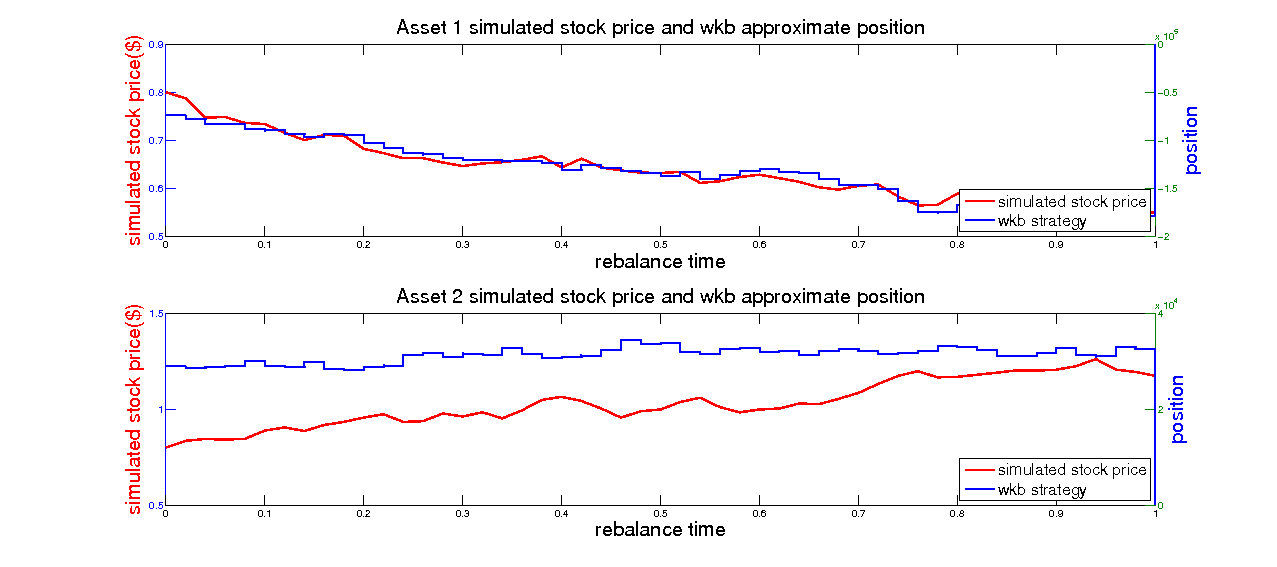 Asset 1 simulated stock price and wkb approximate position
x 10^5
0.9
0.8
0.7
0.6
0.5
simulated stock price($)
0
-0.5
-1
-1.5
-2
position
simulated stock price
wkb strategy
0 0.1 0.2 0.3 0.4 0.5 0.6 0.7 0.8 0.9 1
rebalance time
Asset 2 simulated stock price and wkb approximate position
x 10^4
1.5
1
0.5
simulated stock price($)
4
2
0
position
simulated stock price
wkb strategy
0 0.1 0.2 0.3 0.4 0.5 0.6 0.7 0.8 0.9 1
rebalance time